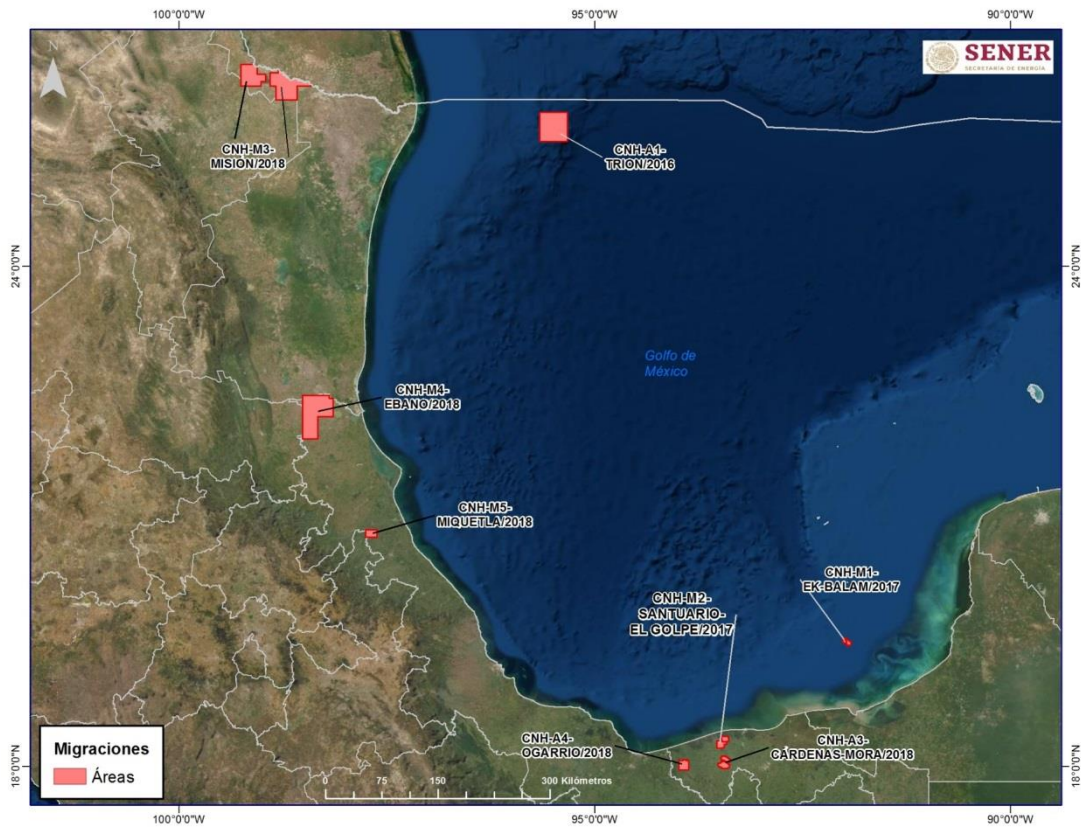 100°0'0"W
95°0'0"W
90°0'0"W
N
SENER
SECRETARÍA DE ENERGÍA
CNH-M3-
MISIÓN/2018
CNH-A1-
TRION/2016
24°0'0"N
24°0'0"N
Golfo de
México
CNH-M4-
EBANO/2018
CNH-M5-
MIQUETLA/2018
CNH-M1-
EK-BALAM/2017
CNH-M2-
SANTUARIO-
EL GOLPE/2017
CNH-A4-
OGARRIO/2018
CNH-A3-
CÁRDENAS-MORA/2018
Migraciones
Áreas
0
75
150
300 Kilómetros
18°0'0"N
18°0'0"N
100°0'0"W
95°0'0"W
90°0'0"W